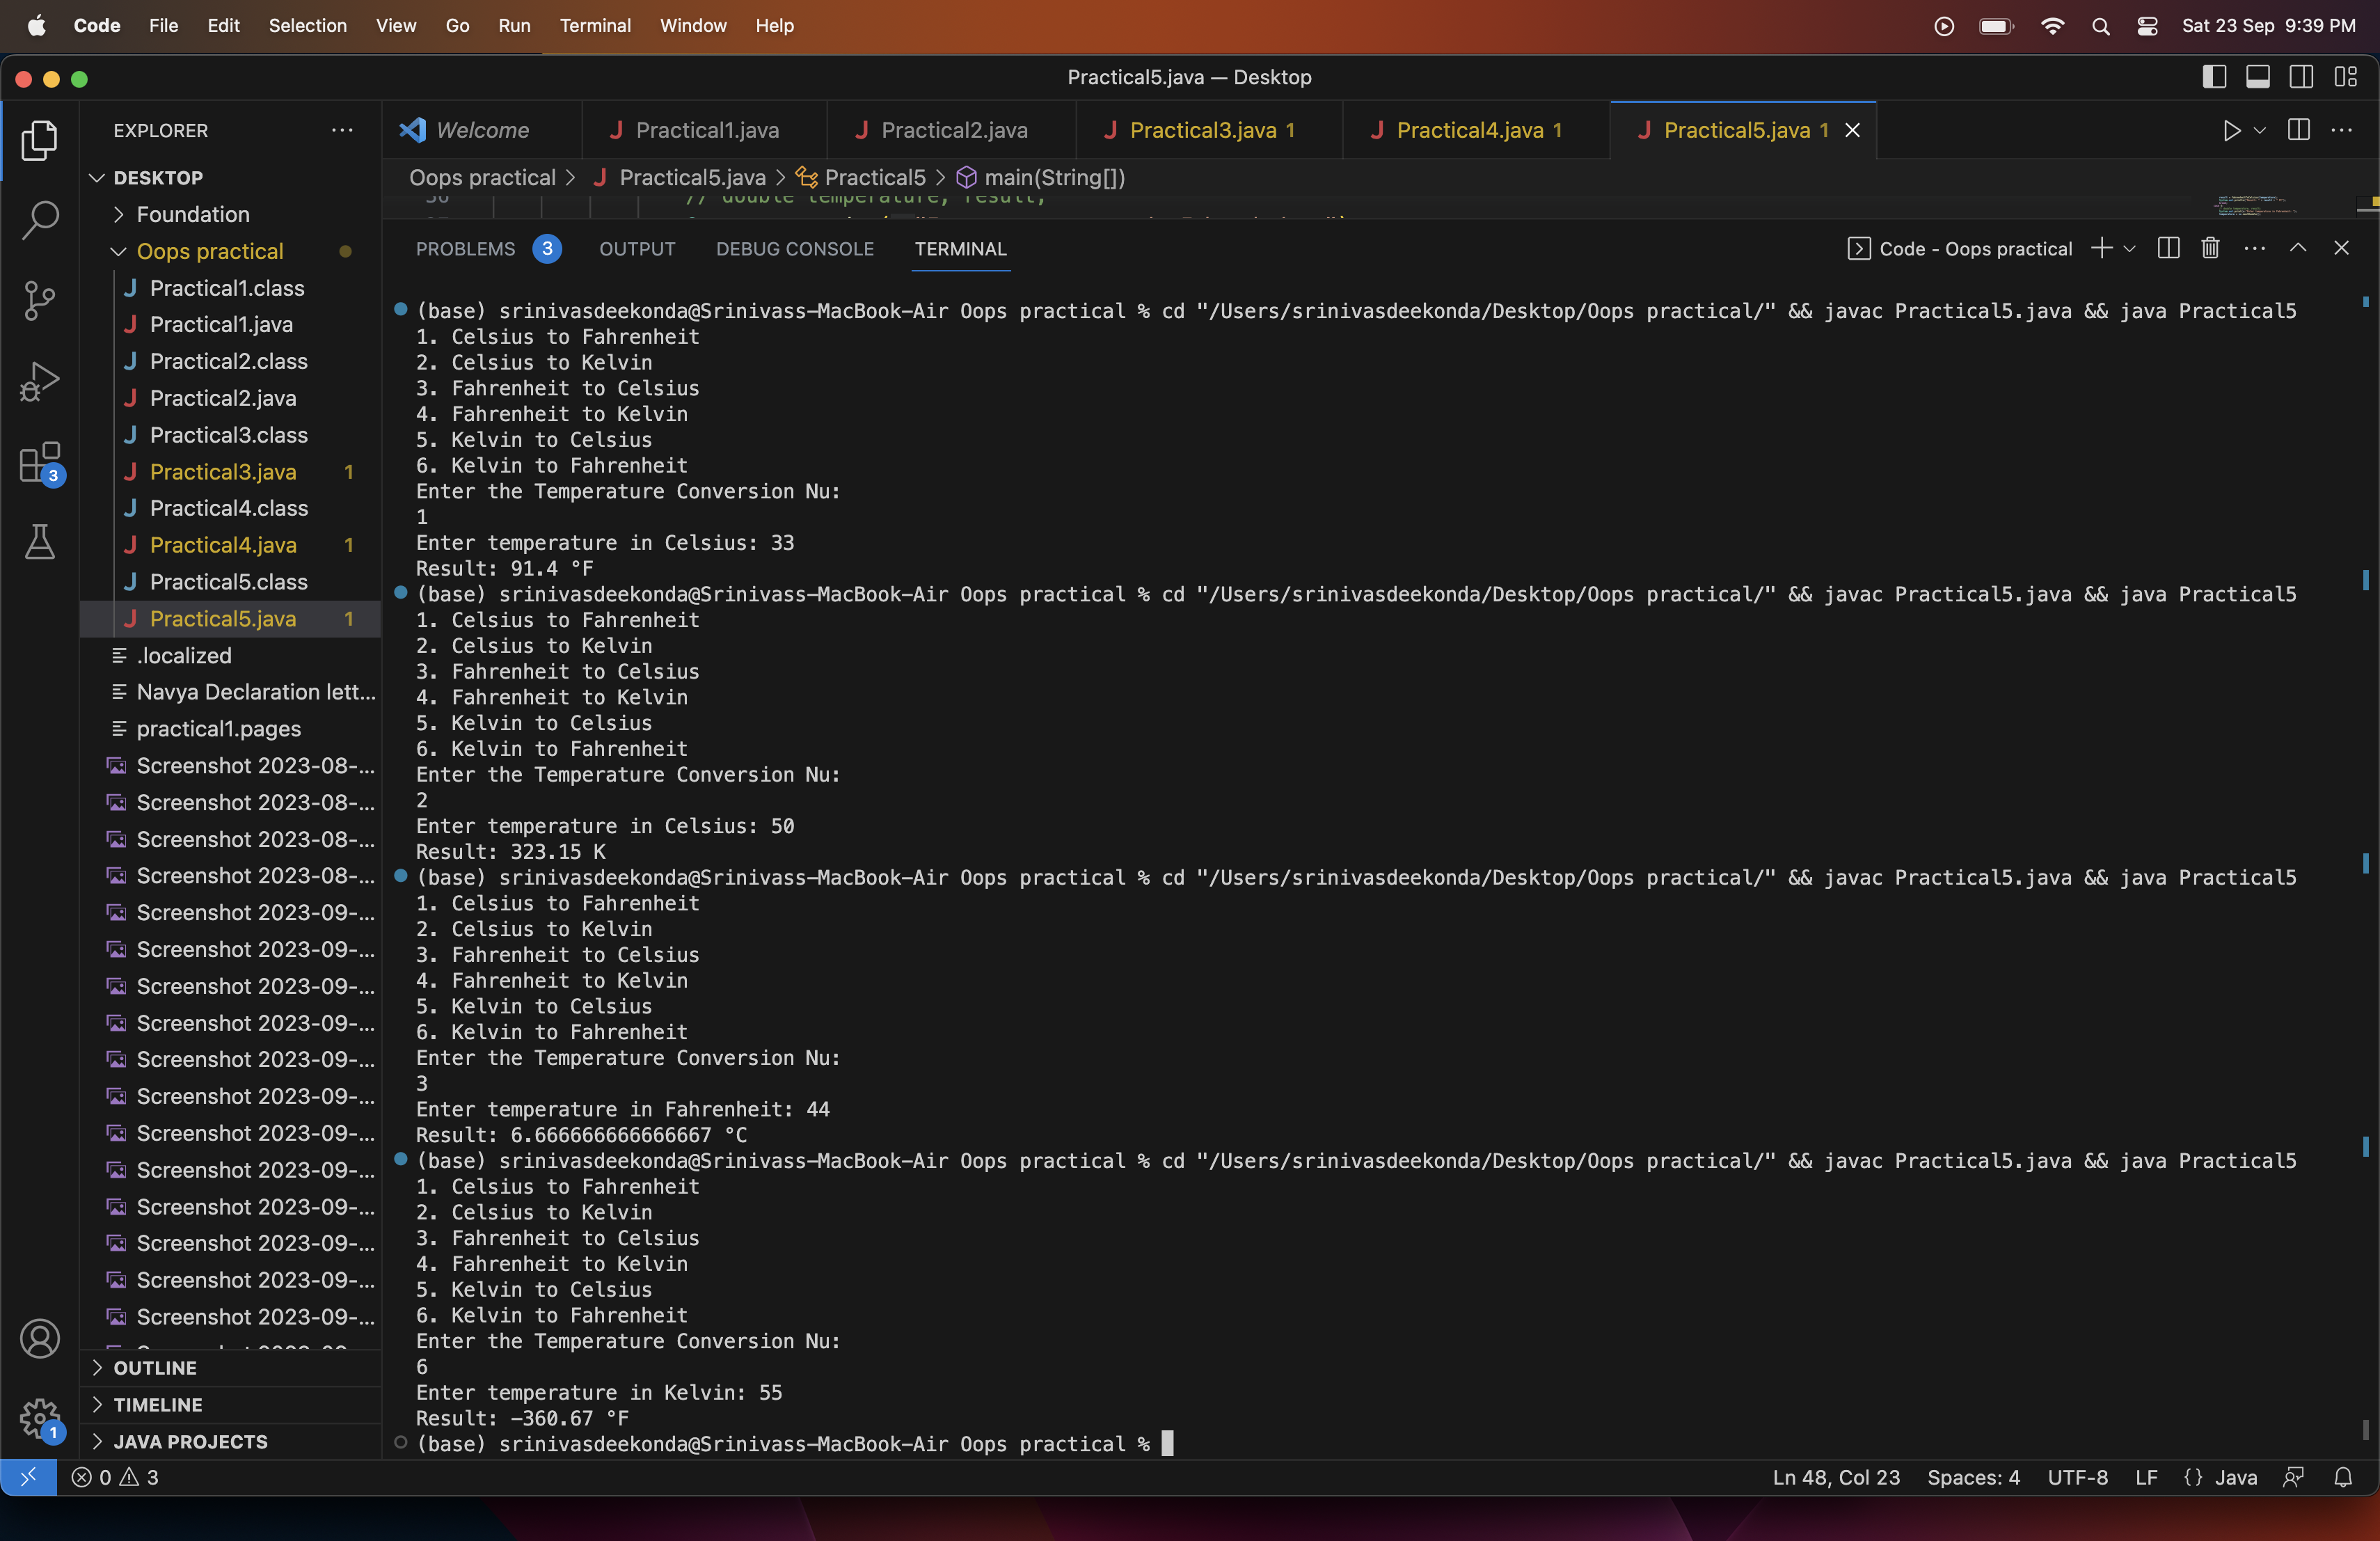 Code File Edit Selection View Go Run Terminal Window Help Sat 23 Sep 9:39 PM
Practical5.java — Desktop
EXPLORER
DESKTOP
Foundation
Oops practical
Practical1.class
Practical1.java
Practical2.class
Practical2.java
Practical3.class
Practical3.java 1
Practical4.class
Practical4.java 1
Practical5.class
Practical5.java 1
.localized
Navya Declaration lett...
practical1.pages
Screenshot 2023-08-...
Screenshot 2023-08-...
Screenshot 2023-08-...
Screenshot 2023-08-...
Screenshot 2023-09-...
Screenshot 2023-09-...
Screenshot 2023-09-...
Screenshot 2023-09-...
Screenshot 2023-09-...
Screenshot 2023-09-...
Screenshot 2023-09-...
Screenshot 2023-09-...
Screenshot 2023-09-...
Screenshot 2023-09-...
Screenshot 2023-09-...
Screenshot 2023-09-...
OUTLINE
TIMELINE
JAVA PROJECTS
3
1
Welcome Practical1.java Practical2.java Practical3.java 1 Practical4.java 1 Practical5.java 1
Oops practical > Practical5.java > Practical5 > main(String[])
// double temperature, result;
PROBLEMS 3 OUTPUT DEBUG CONSOLE TERMINAL Code - Oops practical
(base) srinivasdeekonda@Srinivass-MacBook-Air Oops practical % cd "/Users/srinivasdeekonda/Desktop/Oops practical/" && javac Practical5.java && java Practical5
1. Celsius to Fahrenheit
2. Celsius to Kelvin
3. Fahrenheit to Celsius
4. Fahrenheit to Kelvin
5. Kelvin to Celsius
6. Kelvin to Fahrenheit
Enter the Temperature Conversion Nu:
1
Enter temperature in Celsius: 33
Result: 91.4 °F
(base) srinivasdeekonda@Srinivass-MacBook-Air Oops practical % cd "/Users/srinivasdeekonda/Desktop/Oops practical/" && javac Practical5.java && java Practical5
1. Celsius to Fahrenheit
2. Celsius to Kelvin
3. Fahrenheit to Celsius
4. Fahrenheit to Kelvin
5. Kelvin to Celsius
6. Kelvin to Fahrenheit
Enter the Temperature Conversion Nu:
2
Enter temperature in Celsius: 50
Result: 323.15 K
(base) srinivasdeekonda@Srinivass-MacBook-Air Oops practical % cd "/Users/srinivasdeekonda/Desktop/Oops practical/" && javac Practical5.java && java Practical5
1. Celsius to Fahrenheit
2. Celsius to Kelvin
3. Fahrenheit to Celsius
4. Fahrenheit to Kelvin
5. Kelvin to Celsius
6. Kelvin to Fahrenheit
Enter the Temperature Conversion Nu:
3
Enter temperature in Fahrenheit: 44
Result: 6.666666666666667 °C
(base) srinivasdeekonda@Srinivass-MacBook-Air Oops practical % cd "/Users/srinivasdeekonda/Desktop/Oops practical/" && javac Practical5.java && java Practical5
1. Celsius to Fahrenheit
2. Celsius to Kelvin
3. Fahrenheit to Celsius
4. Fahrenheit to Kelvin
5. Kelvin to Celsius
6. Kelvin to Fahrenheit
Enter the Temperature Conversion Nu:
6
Enter temperature in Kelvin: 55
Result: -360.67 °F
(base) srinivasdeekonda@Srinivass-MacBook-Air Oops practical %
0 3 Ln 48, Col 23 Spaces: 4 UTF-8 LF {} Java